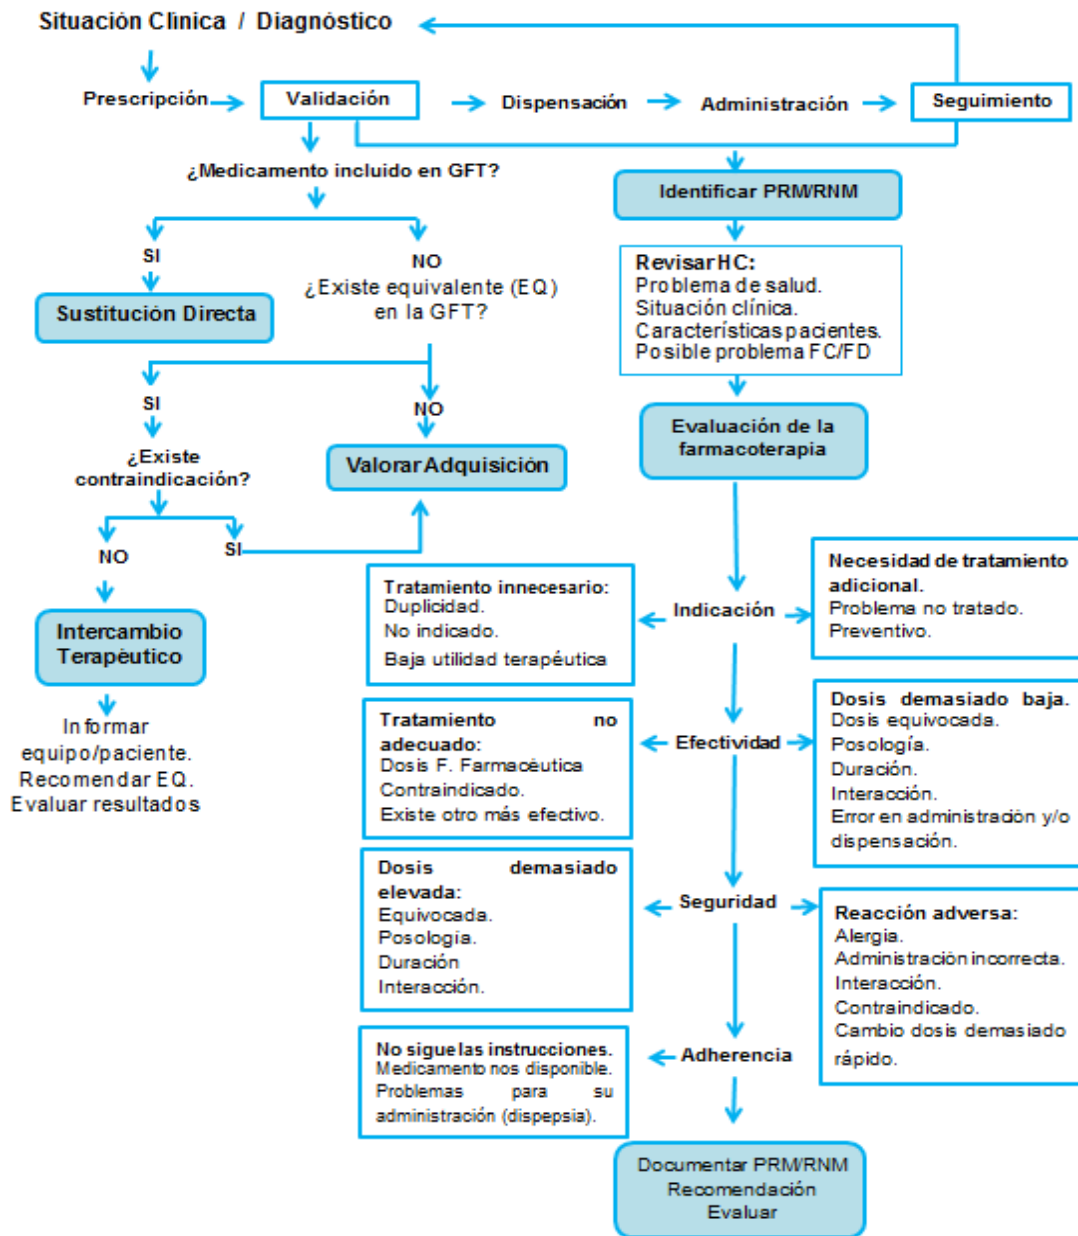 Situación Clínica / Diagnóstico
Prescripción
Validación
Dispensación
Administración
Seguimiento
¿Medicamento incluido en GFT?
SI
Sustitución Directa
NO
¿Existe equivalente (EQ)
en la GFT?
SI
¿Existe
contraindicación?
NO
Valorar Adquisición
NO
SI
Intercambio
Terapéutico
Informar
equipo/paciente.
Recomendar EQ.
Evaluar resultados
Identificar PRM/RNM
Revisar HC:
Problema de salud.
Situación clínica.
Características pacientes.
Posible problema FC/FD
Evaluación de la
farmacoterapia
Indicación
Tratamiento innecesario:
Duplicidad.
No indicado.
Baja utilidad terapéutica
Necesidad de tratamiento
adicional.
Problema no tratado.
Preventivo.
Efectividad
Tratamiento no
adecuado:
Dosis F. Farmacéutica
Contraindicado.
Existe otro más efectivo.
Dosis demasiado baja.
Dosis equivocada.
Posología.
Duración.
Interacción.
Error en administración y/o
dispensación.
Seguridad
Dosis demasiado
elevada:
Equivocada.
Posología.
Duración
Interacción.
Reacción adversa:
Alergia.
Administración incorrecta.
Interacción.
Contraindicado.
Cambio dosis demasiado
rápido.
Adherencia
No sigue las instrucciones.
Medicamento nos disponible.
Problemas para su
administración (dispepsia).
Documentar PRM/RNM
Recomendación
Evaluar